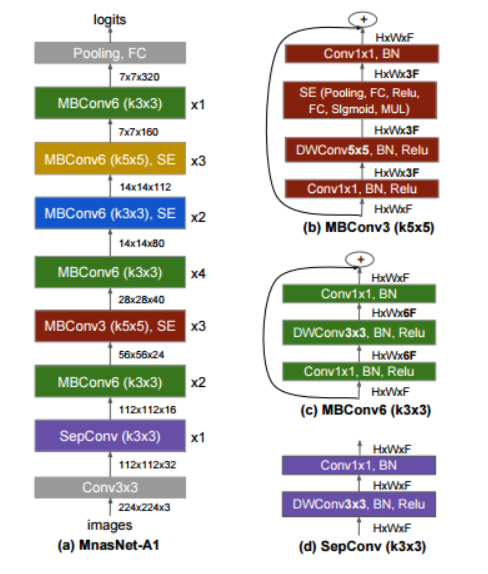 logits
Pooling, FC
7x7x320
MBConv6 (k3x3) x1
7x7x160
MBConv6 (k5x5), SE x3
14x14x112
MBConv6 (k3x3), SE x2
14x14x80
MBConv6 (k3x3) x4
28x28x40
MBConv3 (k5x5), SE x3
56x56x24
MBConv6 (k3x3) x2
112x112x16
SepConv (k3x3) x1
112x112x32
Conv3x3
224x224x3
images
(a) MnasNet-A1
+
HxWxF
Conv1x1, BN
HxWx3F
SE (Pooling, FC, Relu,
FC, SIgmoid, MUL)
HxWx3F
DWConv5x5, BN, Relu
HxWx3F
Conv1x1, BN, Relu
HxWxF
(b) MBConv3 (k5x5)
+
HxWxF
Conv1x1, BN
HxWx6F
DWConv3x3, BN, Relu
HxWx6F
Conv1x1, BN, Relu
HxWxF
(c) MBConv6 (k3x3)
HxWxF
Conv1x1, BN
HxWxF
DWConv3x3, BN, Relu
HxWxF
(d) SepConv (k3x3)